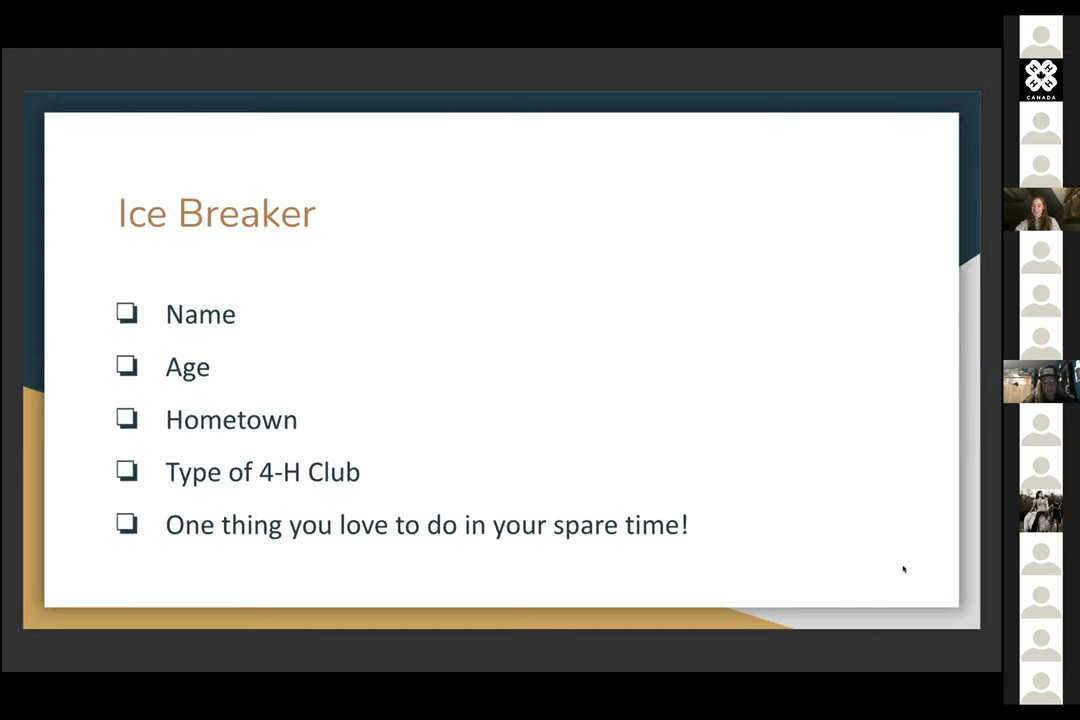 Ice Breaker
Name
Age
Hometown
Type of 4-H Club
One thing you love to do in your spare time!
H H
H H
CANADA